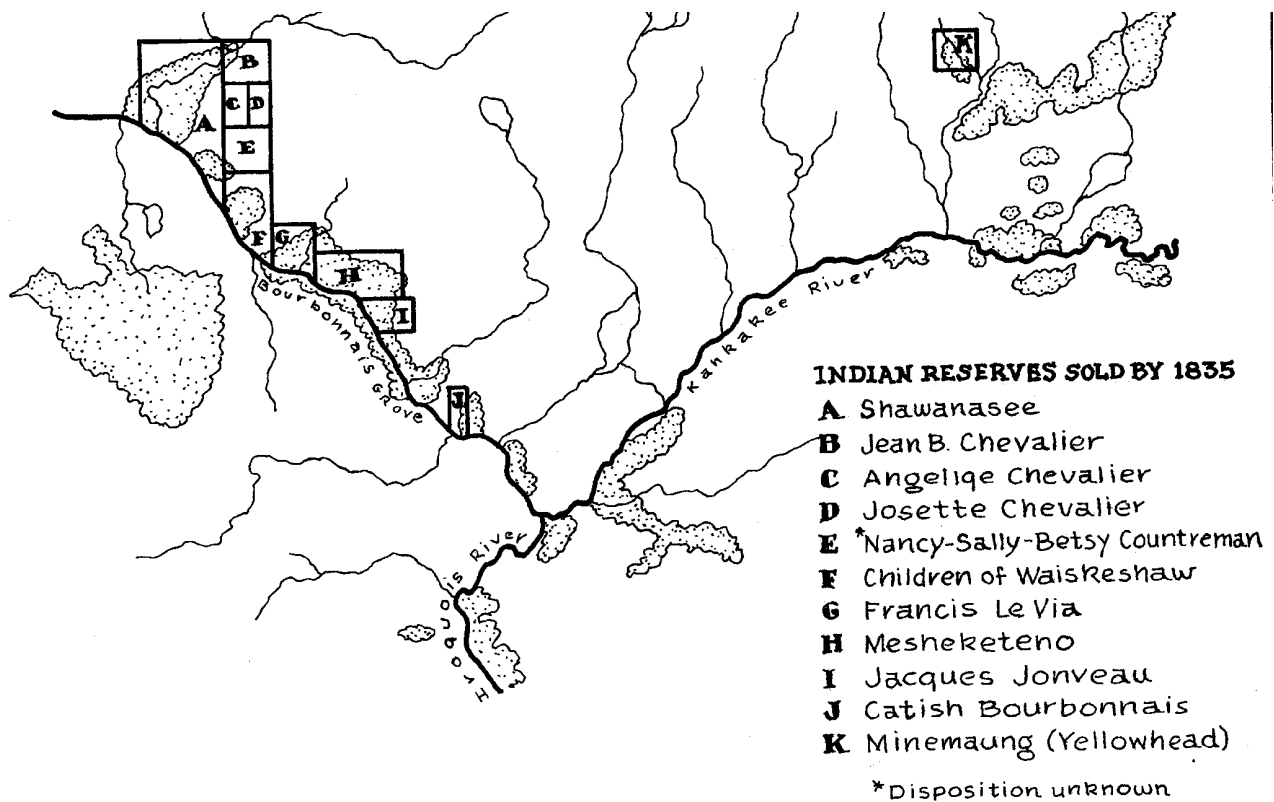 B
K
C D
A
E
F
G
H
I
Bourbonnais Grove
Kankakee River
J
Iroquois River
INDIAN RESERVES SOLD BY 1835
A Shawanasee
B Jean B. Chevalier
C Angeliqe Chevalier
D Josette Chevalier
E *Nancy-Sally-Betsy Countreman
F Children of Waiskeshaw
G Francis Le Via
H Mesheketeno
I Jacques Jonveau
J Catish Bourbonnais
K Minemaung (Yellowhead)
*Disposition unknown